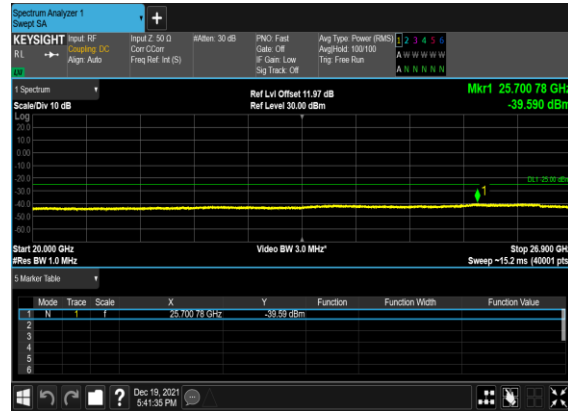 Spectrum Analyzer 1
Swept SA
+
KEYSIGHT Input: RF Input Z: 50 Ω #Atten: 30 dB PNO: Fast Avg Type: Power (RMS) 1 2 3 4 5 6
RL Coupling: DC Corr CCorr Gate: Off Avg|Hold: 100/100 A W W W W W
Align: Auto Freq Ref: Int (S) IF Gain: Low Trig: Free Run
Sig Track: Off A N N N N N
1 Spectrum
Ref Lvl Offset 11.97 dB Mkr1 25.700 78 GHz
Scale/Div 10 dB Ref Level 30.00 dBm -39.590 dBm
Log
20.0
10.0
0.00
-10.0
-20.0
DL1 -25.00 dBm
-30.0
1
-40.0
-50.0
-60.0
Start 20.000 GHz Video BW 3.0 MHz* Stop 26.900 GHz
#Res BW 1.0 MHz Sweep ~15.2 ms (40001 pts)
5 Marker Table
Mode Trace Scale X Y Function Function Width Function Value
1 N 1 f 25.700 78 GHz -39.59 dBm
2
3
4
5
6
? Dec 19, 2021
5:41:35 PM